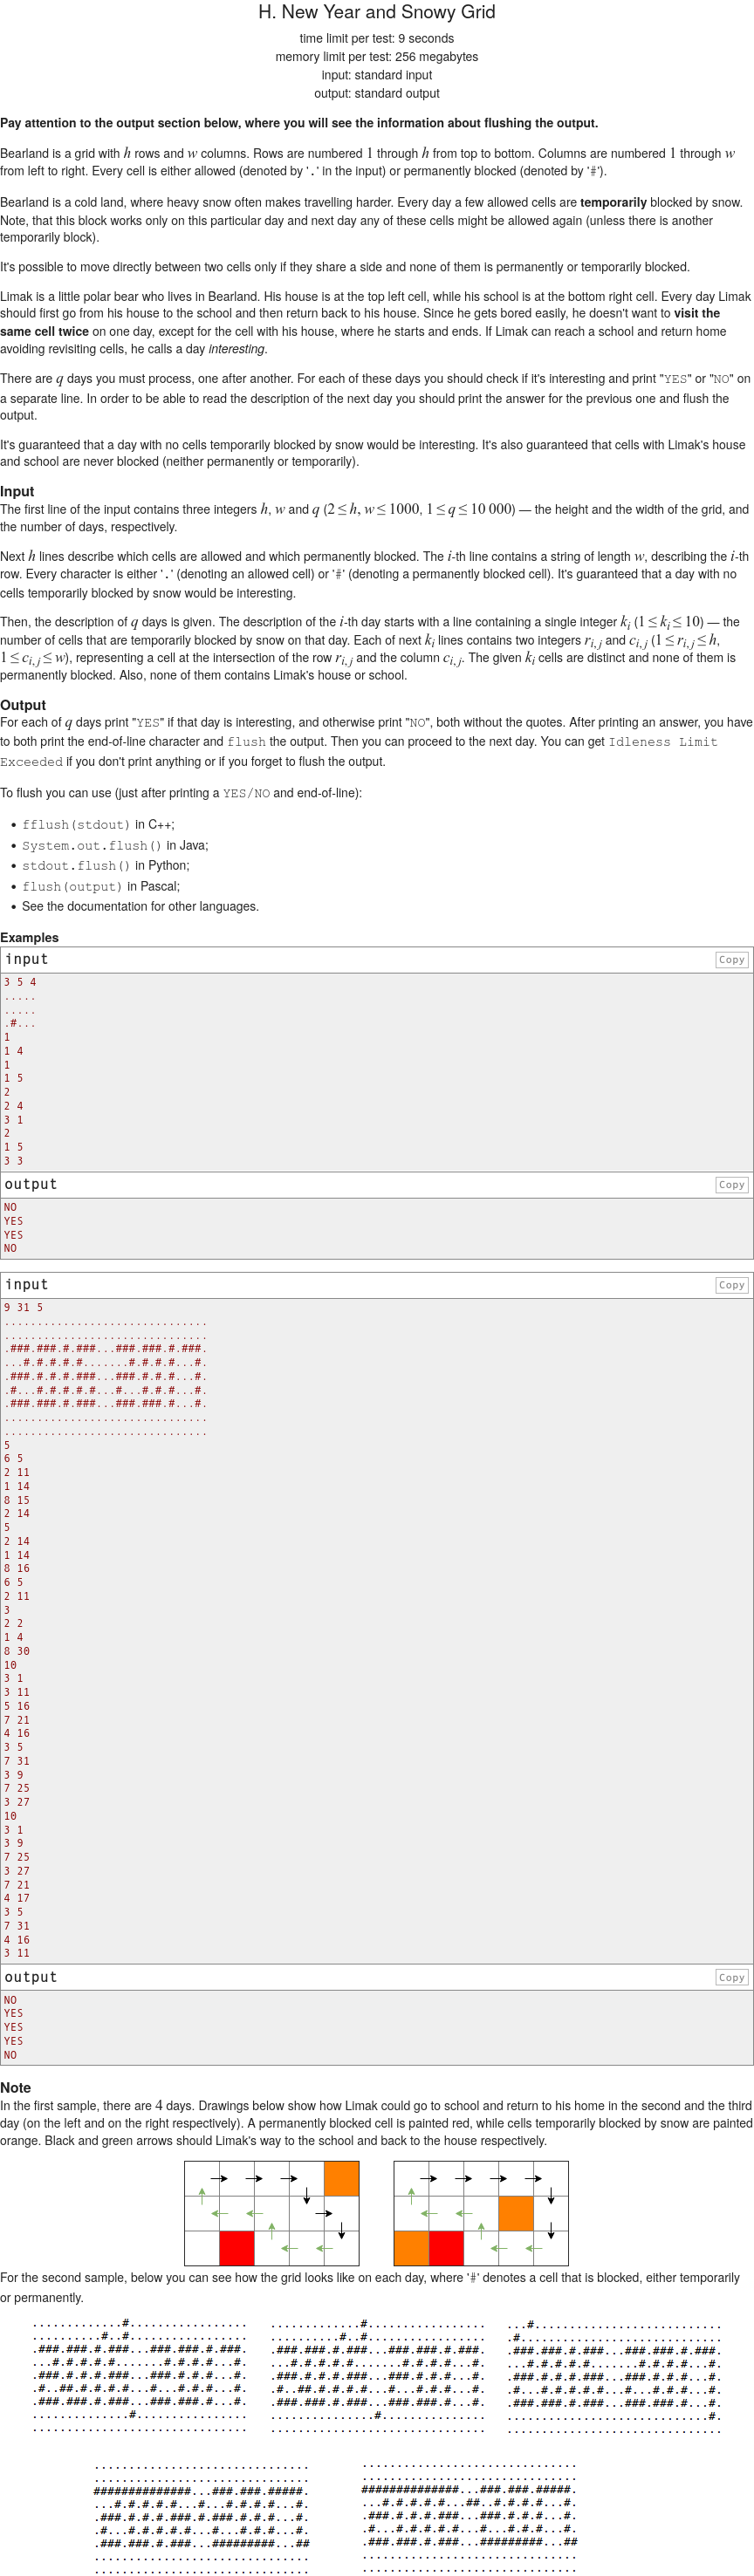 H. New Year and Snowy Grid
time limit per test: 9 seconds
memory limit per test: 256 megabytes
input: standard input
output: standard output
Pay attention to the output section below, where you will see the information about flushing the output.
Bearland is a grid with h rows and w columns. Rows are numbered 1 through h from top to bottom. Columns are numbered 1 through w
from left to right. Every cell is either allowed (denoted by '.' in the input) or permanently blocked (denoted by '#').
Bearland is a cold land, where heavy snow often makes travelling harder. Every day a few allowed cells are temporarily blocked by snow.
Note, that this block works only on this particular day and next day any of these cells might be allowed again (unless there is another
temporarily block).
It's possible to move directly between two cells only if they share a side and none of them is permanently or temporarily blocked.
Limak is a little polar bear who lives in Bearland. His house is at the top left cell, while his school is at the bottom right cell. Every day Limak
should first go from his house to the school and then return back to his house. Since he gets bored easily, he doesn't want to visit the
same cell twice on one day, except for the cell with his house, where he starts and ends. If Limak can reach a school and return home
avoiding revisiting cells, he calls a day interesting.
There are q days you must process, one after another. For each of these days you should check if it's interesting and print "YES" or "NO" on
a separate line. In order to be able to read the description of the next day you should print the answer for the previous one and flush the
output.
It's guaranteed that a day with no cells temporarily blocked by snow would be interesting. It's also guaranteed that cells with Limak's house
and school are never blocked (neither permanently or temporarily).
Input
The first line of the input contains three integers h, w and q (2 ≤ h, w ≤ 1000, 1 ≤ q ≤ 10 000) — the height and the width of the grid, and
the number of days, respectively.
Next h lines describe which cells are allowed and which permanently blocked. The i-th line contains a string of length w, describing the i-th
row. Every character is either '.' (denoting an allowed cell) or '#' (denoting a permanently blocked cell). It's guaranteed that a day with no
cells temporarily blocked by snow would be interesting.
Then, the description of q days is given. The description of the i-th day starts with a line containing a single integer k_i (1 ≤ k_i ≤ 10) — the
number of cells that are temporarily blocked by snow on that day. Each of next k_i lines contains two integers r_{i, j} and c_{i, j} (1 ≤ r_{i, j} ≤ h,
1 ≤ c_{i, j} ≤ w), representing a cell at the intersection of the row r_{i, j} and the column c_{i, j}. The given k_i cells are distinct and none of them is
permanently blocked. Also, none of them contains Limak's house or school.
Output
For each of q days print "YES" if that day is interesting, and otherwise print "NO", both without the quotes. After printing an answer, you have
to both print the end-of-line character and flush the output. Then you can proceed to the next day. You can get Idleness Limit
Exceeded if you don't print anything or if you forget to flush the output.
To flush you can use (just after printing a YES/NO and end-of-line):
• fflush(stdout) in C++;
• System.out.flush() in Java;
• stdout.flush() in Python;
• flush(output) in Pascal;
• See the documentation for other languages.
Examples
input Copy
3 5 4
.....
.....
.#...
1
1 4
1
1 5
2
2 4
3 1
2
1 5
3 3
output Copy
NO
YES
YES
NO
input Copy
9 31 5
...............................
...............................
.###.###.#.###...###.###.#.###.
...#.#.#.#.#.......#.#.#.#...#.
.###.#.#.#.###...###.#.#.#...#.
.#...#.#.#.#.#...#...#.#.#...#.
.###.###.#.###...###.###.#...#.
...............................
...............................
5
6 5
2 11
1 14
8 15
2 14
5
2 14
1 14
8 16
6 5
2 11
3
2 2
1 4
8 30
10
3 1
3 11
5 16
7 21
4 16
3 5
7 31
3 9
7 25
3 27
10
3 1
3 9
7 25
3 27
7 21
4 17
3 5
7 31
4 16
3 11
output Copy
NO
YES
YES
YES
NO
Note
In the first sample, there are 4 days. Drawings below show how Limak could go to school and return to his home in the second and the third
day (on the left and on the right respectively). A permanently blocked cell is painted red, while cells temporarily blocked by snow are painted
orange. Black and green arrows should Limak's way to the school and back to the house respectively.
For the second sample, below you can see how the grid looks like on each day, where '#' denotes a cell that is blocked, either temporarily
or permanently.
.............#.................
..........#..#.................
.###.###.#.###...###.###.#.###.
...#.#.#.#.#.......#.#.#.#...#.
.###.#.#.#.###...###.#.#.#...#.
.#..##.#.#.#.#...#...#.#.#...#.
.###.###.#.###...###.###.#...#.
..............#................
...............................
.............#.................
..........#..#.................
.###.###.#.###...###.###.#.###.
...#.#.#.#.#.......#.#.#.#...#.
.###.#.#.#.###...###.#.#.#...#.
.#..##.#.#.#.#...#...#.#.#...#.
.###.###.#.###...###.###.#...#.
...............#...............
...............................
...#...........................
.#.............................
.###.###.#.###...###.###.#.###.
...#.#.#.#.#.......#.#.#.#...#.
.###.#.#.#.###...###.#.#.#...#.
.#...#.#.#.#.#...#...#.#.#...#.
.###.###.#.###...###.###.#...#.
.............................#.
...............................
...............................
...............................
##############...###.###.#####.
...#.#.#.#.#...#...#.#.#.#...#.
.###.#.#.#.###.#.###.#.#.#...#.
.#...#.#.#.#.#...#...#.#.#...#.
.###.###.#.###...#########...##
...............................
...............................
...............................
...............................
##############...###.###.#####.
...#.#.#.#.#...##..#.#.#.#...#.
.###.#.#.#.###...###.#.#.#...#.
.#...#.#.#.#.#...#...#.#.#...#.
.###.###.#.###...#########...##
...............................
...............................